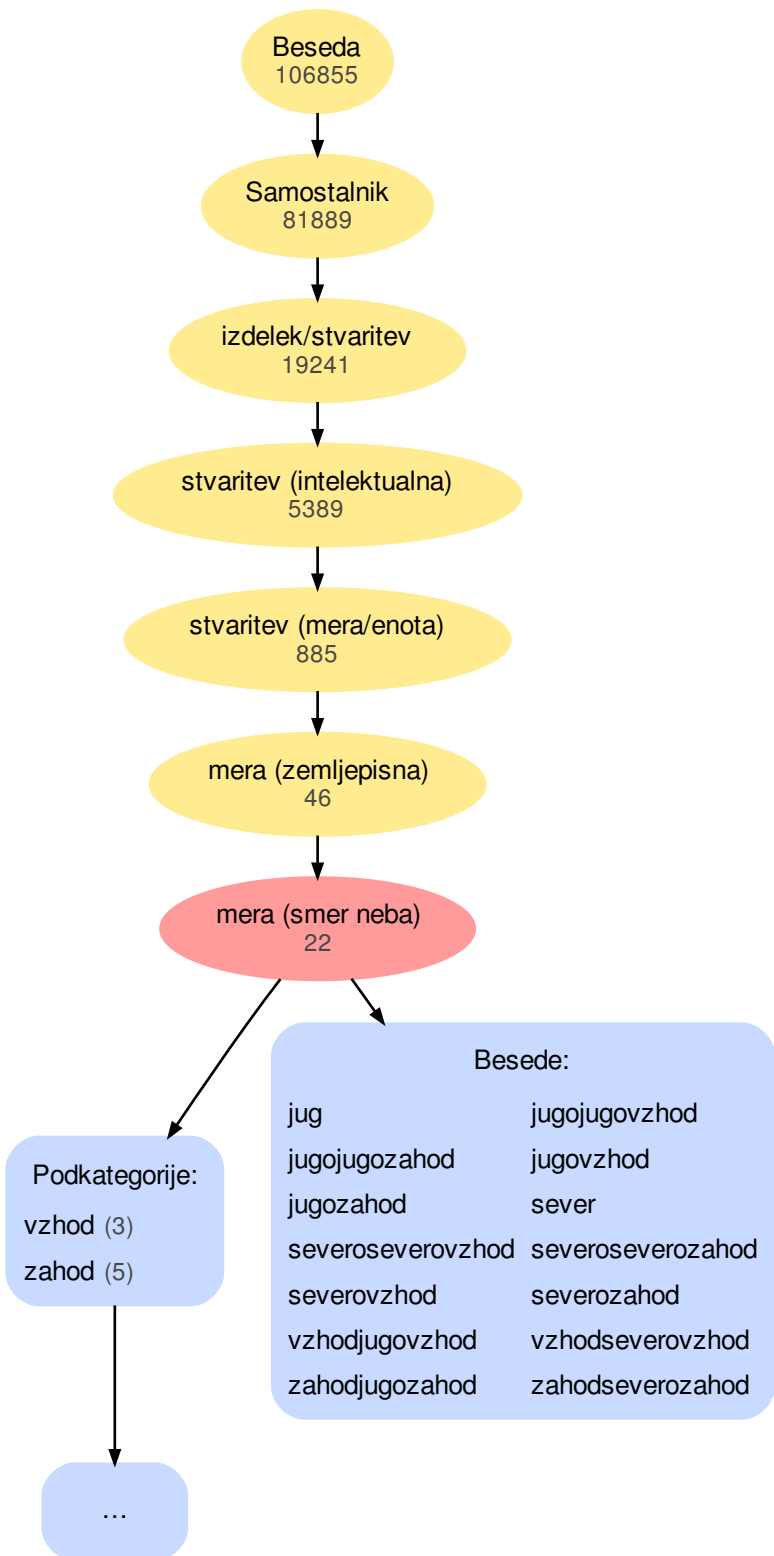 Beseda
106855
Samostalnik
81889
izdelek/stvaritev
19241
stvaritev (intelektualna)
5389
stvaritev (mera/enota)
885
mera (zemljepisna)
46
mera (smer neba)
22
Podkategorije:
vzhod (3)
zahod (5)
...
Besede:
jug jugojugovzhod
jugojugozahod jugovzhod
jugozahod sever
severoseverovzhod severoseverozahod
severovzhod severozahod
vzhodjugovzhod vzhodseverovzhod
zahodjugozahod zahodseverozahod